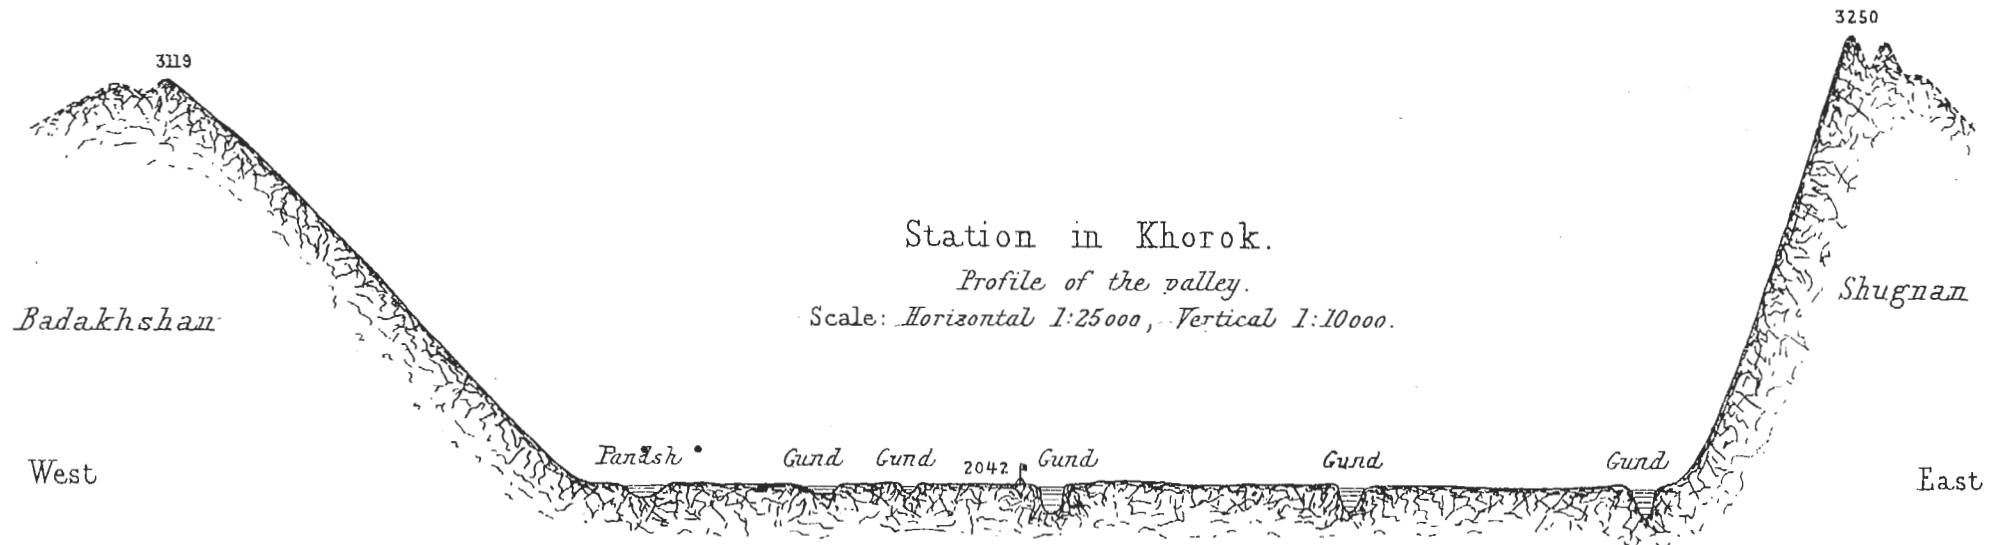 3250
3119
Station in Khorok.
Profile of the valley.
Scale: Horizontal 1:25000, Vertical 1:10000.
Badakhshan
Shugnan
Gund Gund 2042 Gund Gund Gund
West
East